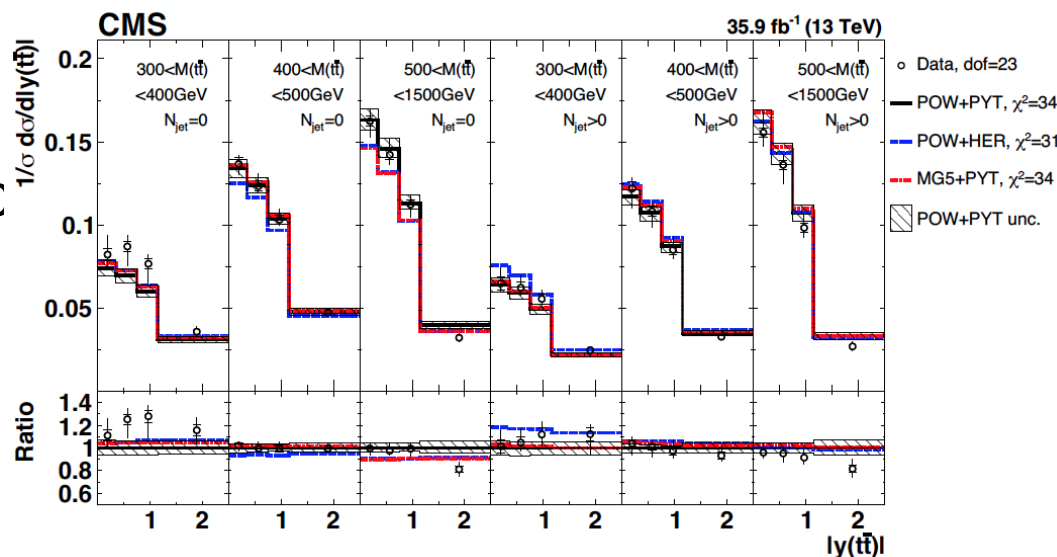 CMS
35.9 fb⁻¹ (13 TeV)
1/σ dσ/dly(tt̄)|
0.2
0.15
0.1
0.05
300<M(tt̄)
<400GeV
N_jet=0
400<M(tt̄)
<500GeV
N_jet=0
500<M(tt̄)
<1500GeV
N_jet=0
300<M(tt̄)
<400GeV
N_jet>0
400<M(tt̄)
<500GeV
N_jet>0
500<M(tt̄)
<1500GeV
N_jet>0
Data, dof=23
POW+PYT, χ²=34
POW+HER, χ²=31
MG5+PYT, χ²=34
POW+PYT unc.
Ratio
1.4
1.2
1
0.8
0.6
1 2 1 2 1 2 1 2 1 2 1 2
|y(tt̄)|